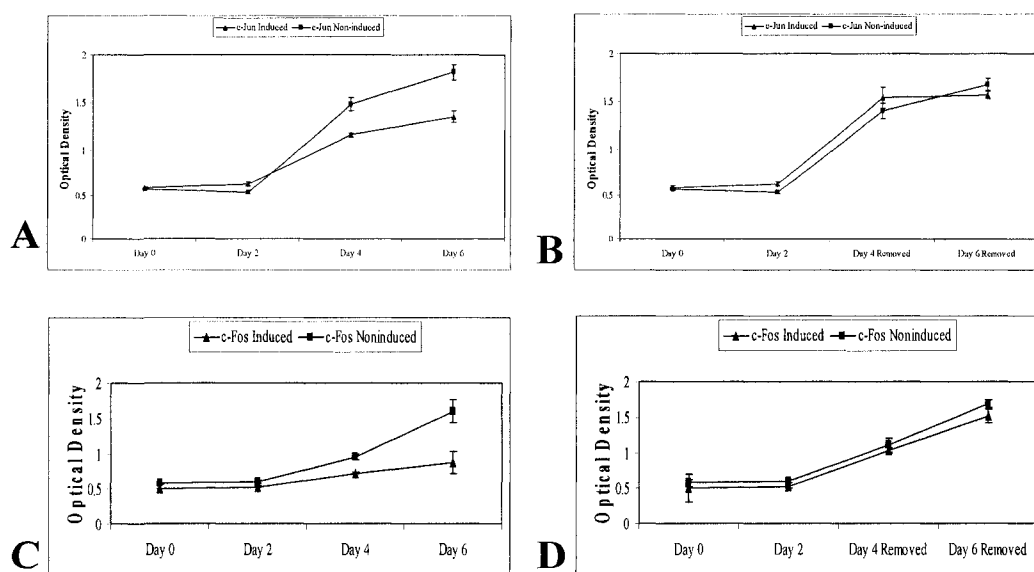 c-Jun Induced c-Jun Non-induced
2
1.5
1
0.5
0
Optical Density
Day 0 Day 2 Day 4 Day 6
A
c-Jun Induced c-Jun Non-induced
2
1.5
1
0.5
0
Optical Density
Day 0 Day 2 Day 4 Removed Day 6 Removed
B
c-Fos Induced c-Fos Noninduced
2
1.5
1
0.5
0
Optical Density
Day 0 Day 2 Day 4 Day 6
C
c-Fos Induced c-Fos Noninduced
2
1.5
1
0.5
0
Optical Density
Day 0 Day 2 Day 4 Removed Day 6 Removed
D